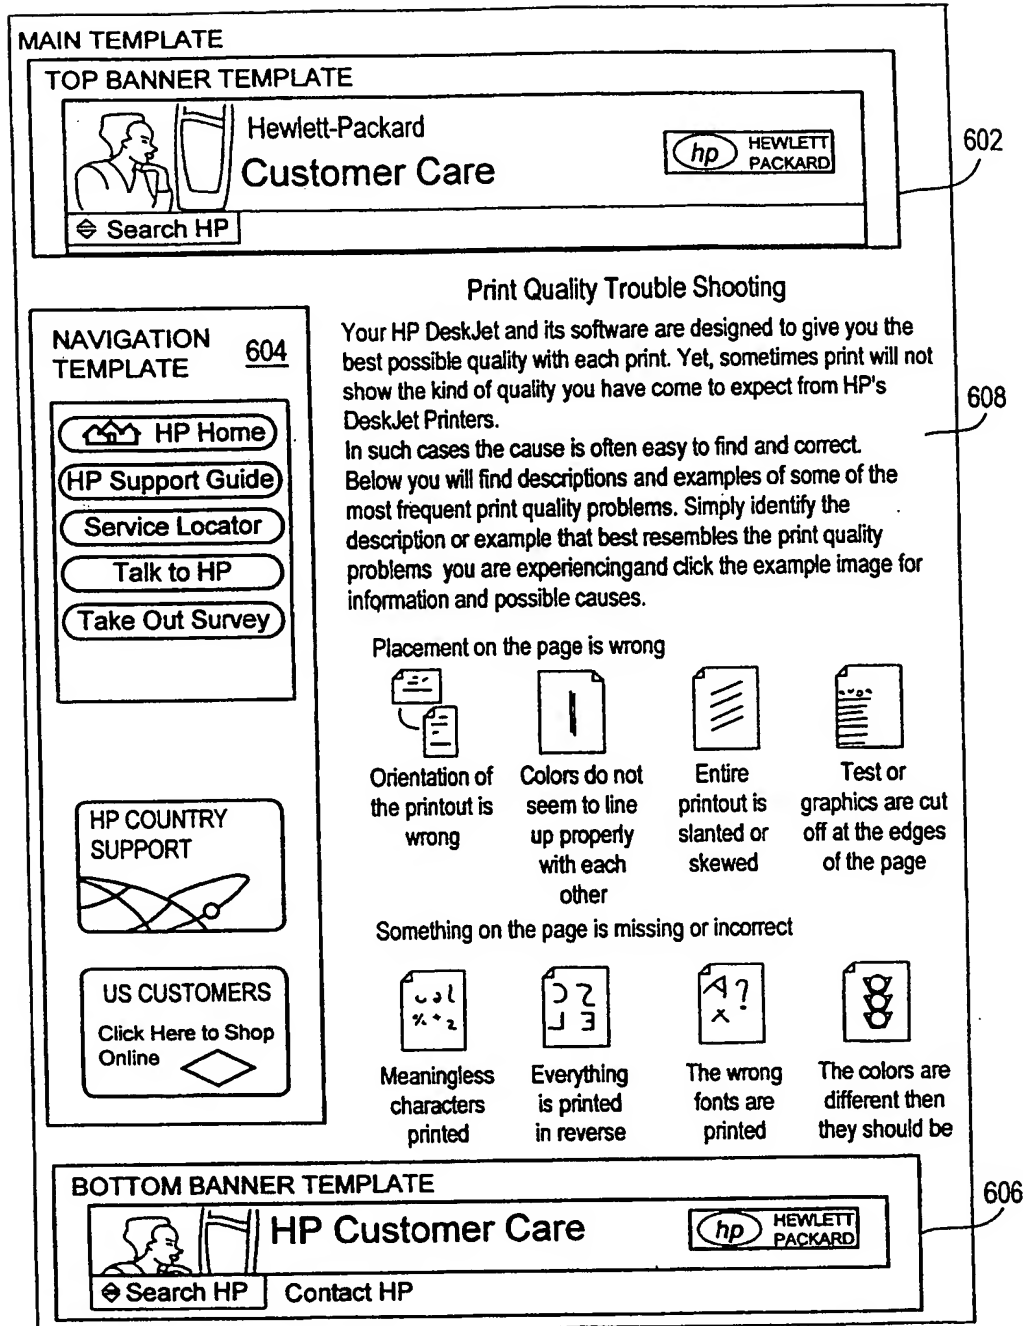 MAIN TEMPLATE
TOP BANNER TEMPLATE
Hewlett-Packard
Customer Care
hp HEWLETT
PACKARD
602
Search HP
Print Quality Trouble Shooting
NAVIGATION
TEMPLATE
604
HP Home
HP Support Guide
Service Locator
Talk to HP
Take Out Survey
HP COUNTRY
SUPPORT
US CUSTOMERS
Click Here to Shop
Online
Your HP DeskJet and its software are designed to give you the
best possible quality with each print. Yet, sometimes print will not
show the kind of quality you have come to expect from HP's
DeskJet Printers.
608
In such cases the cause is often easy to find and correct.
Below you will find descriptions and examples of some of the
most frequent print quality problems. Simply identify the
description or example that best resembles the print quality
problems you are experiencingand click the example image for
information and possible causes.
Placement on the page is wrong
Orientation of
the printout is
wrong
Colors do not
seem to line
up properly
with each
other
Entire
printout is
slanted or
skewed
Test or
graphics are cut
off at the edges
of the page
Something on the page is missing or incorrect
Meaningless
characters
printed
Everything
is printed
in reverse
A ?
x
The wrong
fonts are
printed
The colors are
different then
they should be
BOTTOM BANNER TEMPLATE
606
HP Customer Care
hp HEWLETT
PACKARD
Search HP
Contact HP